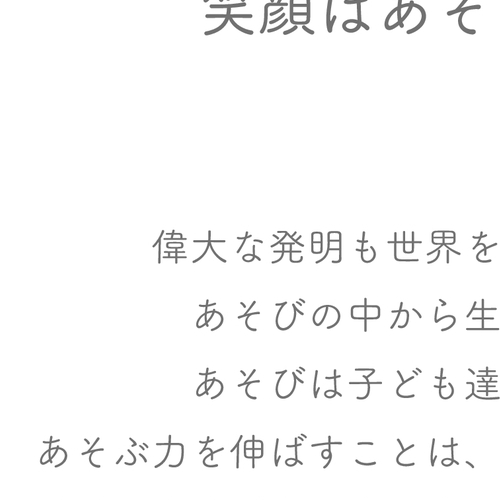 笑顔はあそ
偉大な発明も世界を
あそびの中から生
あそびは子ども達
あそぶ力を伸ばすことは、